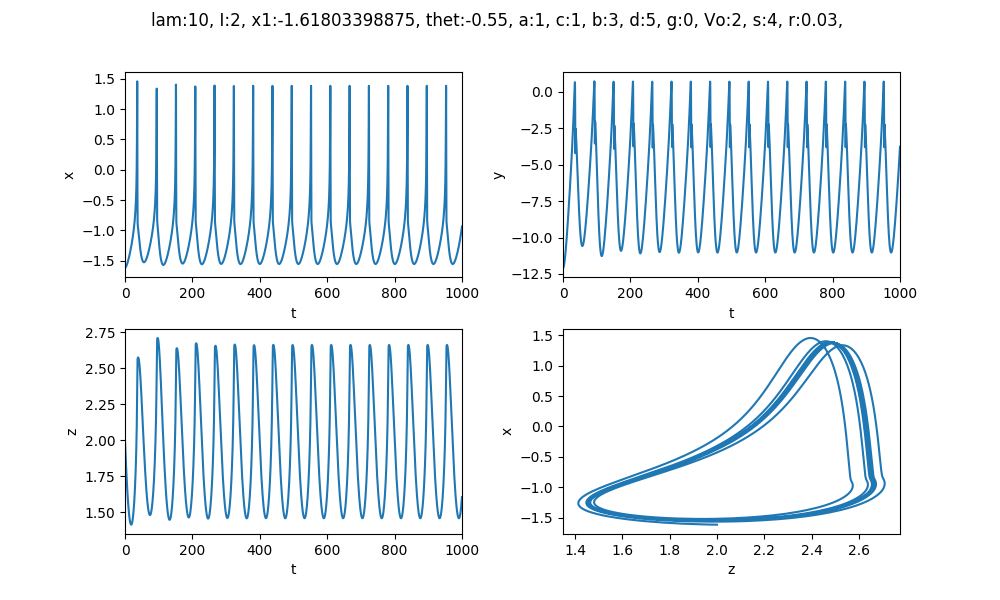 lam:10, I:2, x1:-1.61803398875, thet:-0.55, a:1, c:1, b:3, d:5, g:0, Vo:2, s:4, r:0.03,
1.5
1.0
0.5
0.0
−0.5
−1.0
−1.5
x
0 200 400 600 800 1000
t
0.0
−2.5
−5.0
−7.5
−10.0
−12.5
y
0 200 400 600 800 1000
t
2.75
2.50
2.25
2.00
1.75
1.50
z
0 200 400 600 800 1000
t
1.5
1.0
0.5
0.0
−0.5
−1.0
−1.5
x
1.4 1.6 1.8 2.0 2.2 2.4 2.6
z